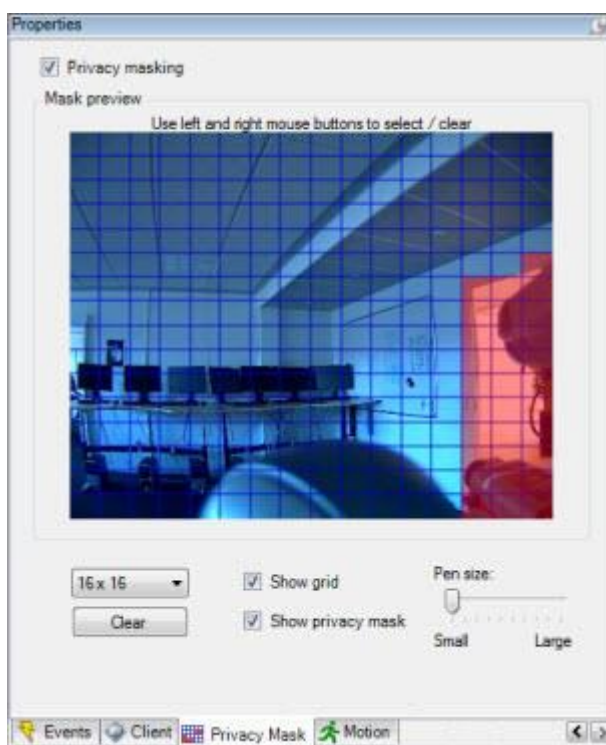 Properties
Privacy masking
Mask preview
Use left and right mouse buttons to select / clear
16 x 16
Show grid
Pen size:
Clear
Show privacy mask
Small Large
Events Client Privacy Mask Motion